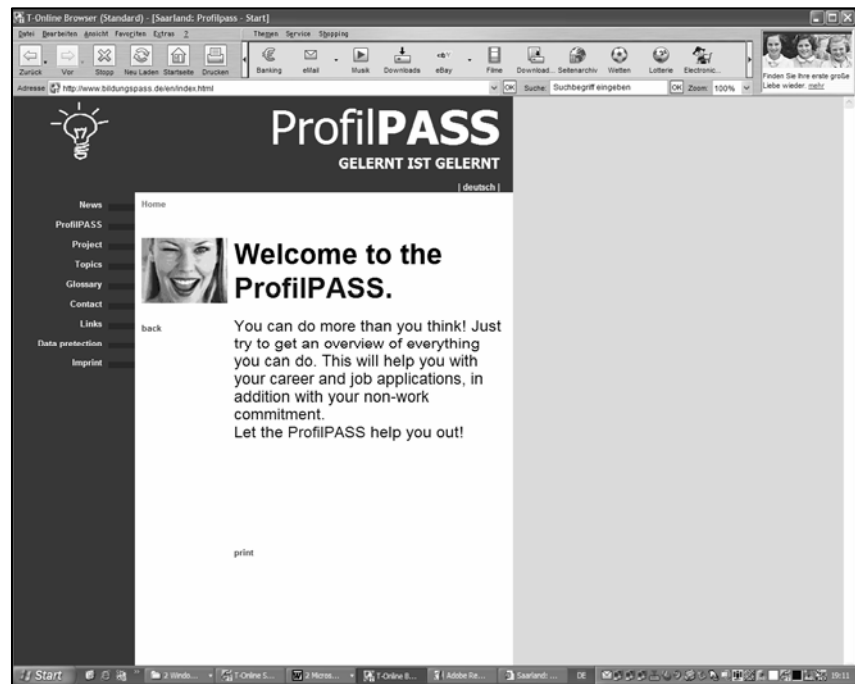 T-Online Browser (Standard) - [Saarland: Profilpass - Start]
Datei Bearbeiten Ansicht Favoriten Extras ? Themen Service Shopping
Zurück Vor Stopp Neu Laden Startseite Drucken Banking eMail Musik Downloads eBay Filme Download... Seitenarchiv Wetten Lotterie Electronic...
Finden Sie Ihre erste große
Liebe wieder. mehr
Adresse http://www.bildungspass.de/en/index.html OK Suche: Suchbegriff eingeben OK Zoom: 100%
ProfilPASS
GELERNT IST GELERNT
| deutsch |
News
ProfilPASS
Project
Topics
Glossary
Contact
Links
Data protection
Imprint
Home
Welcome to the
ProfilPASS.
back
You can do more than you think! Just
try to get an overview of everything
you can do. This will help you with
your career and job applications, in
addition with your non-work
commitment.
Let the ProfilPASS help you out!
print
Start 2 Windo... T-Online S... 2 Micros... T-Online B... Adobe Re... Saarland: ... DE 19:11